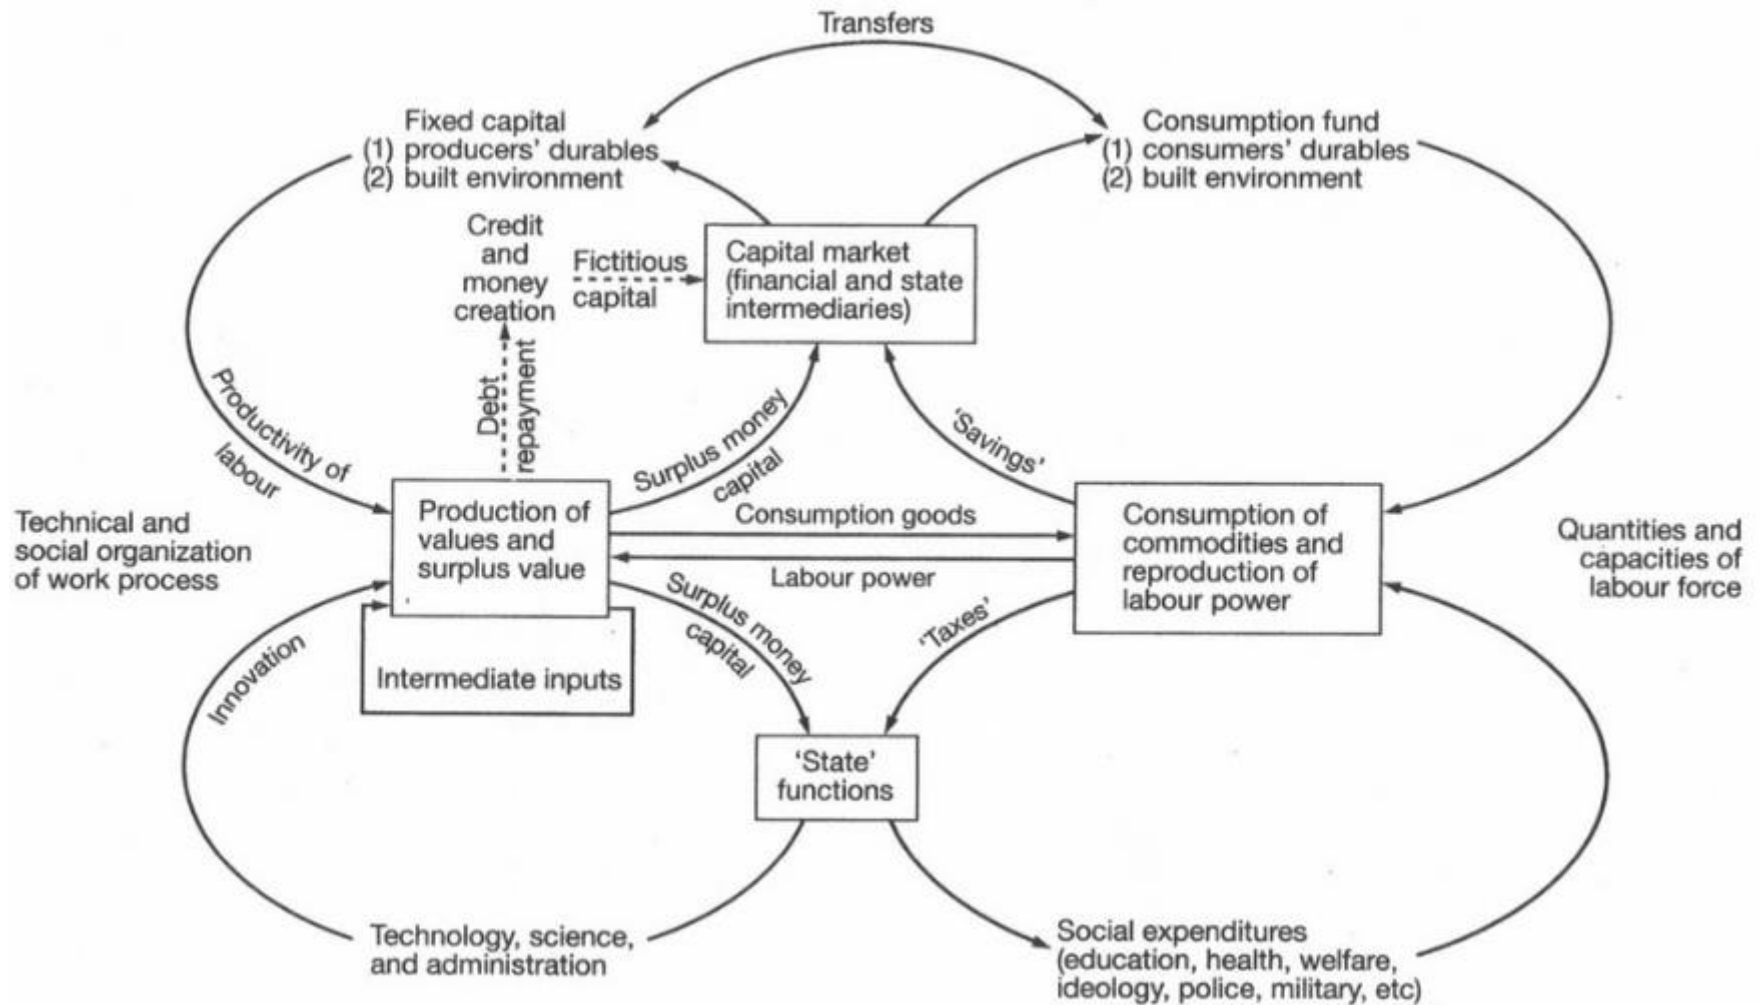 Transfers
Fixed capital
(1) producers' durables
(2) built environment
Consumption fund
(1) consumers' durables
(2) built environment
Credit
and
money
creation
Fictitious
capital
Capital market
(financial and state
intermediaries)
Productivity of
labour
Debt
repayment
Surplus money
capital
'Savings'
Technical and
social organization
of work process
Production of
values and
surplus value
Consumption goods
Labour power
Consumption of
commodities and
reproduction of
labour power
Quantities and
capacities of
labour force
Innovation
Intermediate inputs
Surplus money
capital
'Taxes'
'State'
functions
Technology, science,
and administration
Social expenditures
(education, health, welfare,
ideology, police, military, etc)